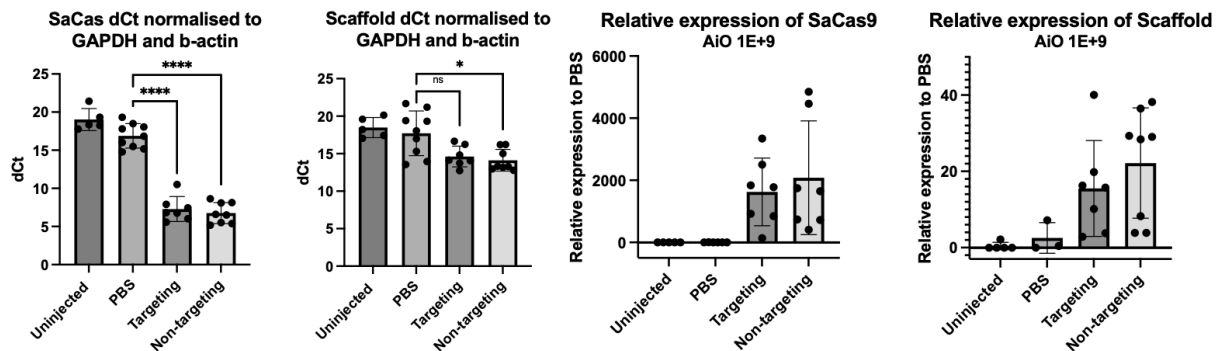 SaCas dCt normalised to
GAPDH and b-actin
dCt
25
20
15
10
5
0
****
****
Uninjected
PBS
Targeting
Non-targeting
Scaffold dCt normalised to
GAPDH and b-actin
dCt
25
20
15
10
5
0
*
ns
Uninjected
PBS
Targeting
Non-targeting
Relative expression of SaCas9
AiO 1E+9
Relative expression to PBS
6000
4000
2000
0
Uninjected
PBS
Targeting
Non-targeting
Relative expression of Scaffold
AiO 1E+9
Relative expression to PBS
40
20
0
Uninjected
PBS
Targeting
Non-targeting